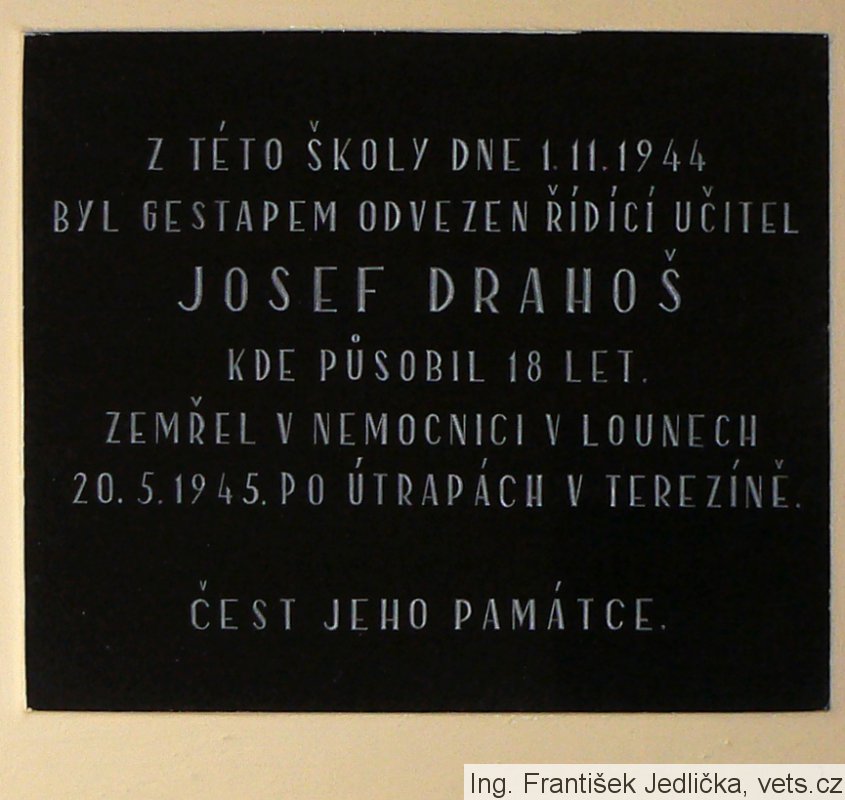 Z TÉTO ŠKOLY DNE 1.11.1944
BYL GESTAPEM ODVEZEN ŘÍDÍCÍ UČITEL
JOSEF DRAHOŠ
KDE PŮSOBIL 18 LET.
ZEMŘEL V NEMOCNICI V LOUNECH
20.5.1945. PO ÚTRAPÁCH V TEREZÍNĚ.
ČEST JEHO PAMÁTCE.
Ing. František Jedlička, vets.cz